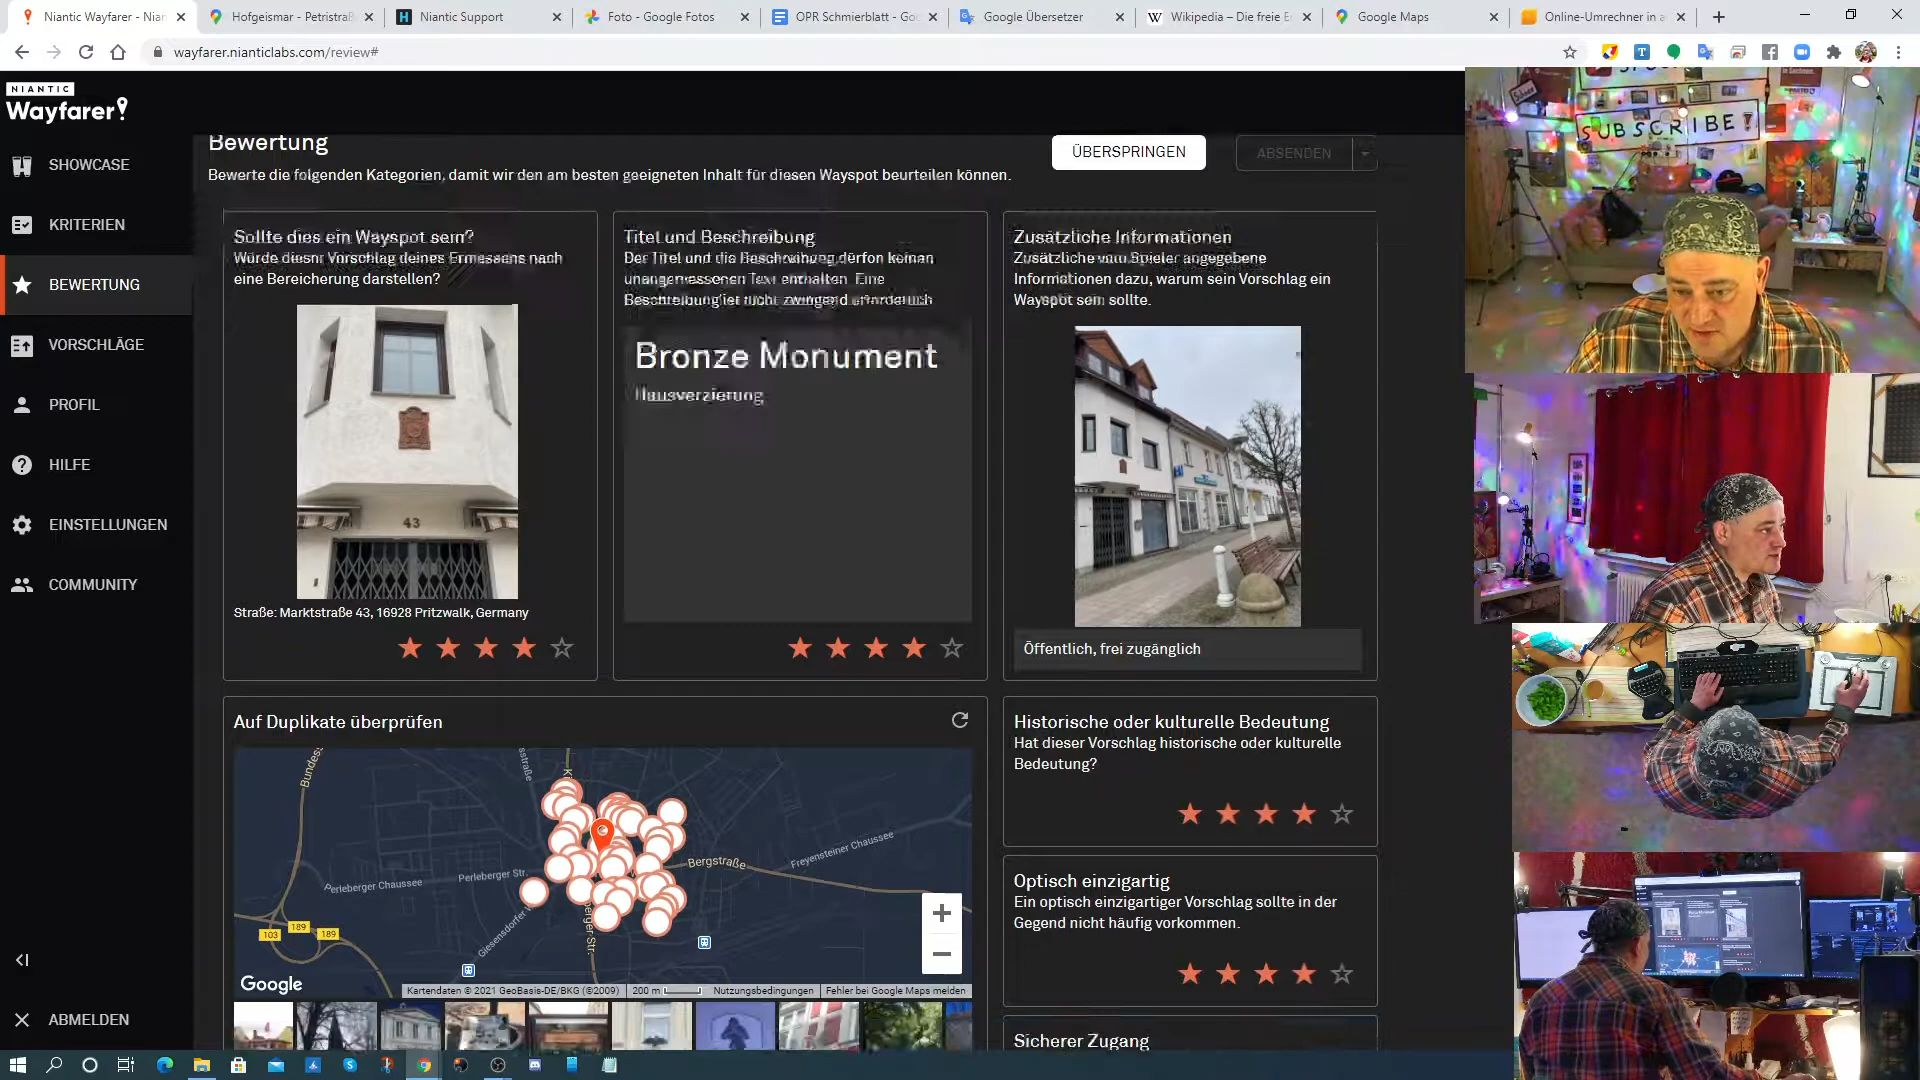 Niantic Wayfarer - Nian
Hofgeismar - Petristraß
Niantic Support
Foto - Google Fotos
OPR Schmierblatt - Go
Google Übersetzer
Wikipedia – Die freie E
Google Maps
Online-Umrechner in a
wayfarer.nianticlabs.com/review#
NIANTIC
Wayfarer
SHOWCASE
KRITERIEN
BEWERTUNG
VORSCHLÄGE
PROFIL
HILFE
EINSTELLUNGEN
COMMUNITY
ABMELDEN
Bewertung
Bewerte die folgenden Kategorien, damit wir den am besten geeigneten Inhalt für diesen Wayspot beurteilen können.
ÜBERSPRINGEN
ABSENDEN
Sollte dies ein Wayspot sein?
Würde dieser Vorschlag deines Ermessens nach
eine Bereicherung darstellen?
43
Straße: Marktstraße 43, 16928 Pritzwalk, Germany
Titel und Beschreibung
Der Titel und die Beschreibung dürfen keinen
unangemessenen Text enthalten. Eine
Beschreibung ist nicht zwingend erforderlich
Bronze Monument
Hausverzierung
Zusätzliche Informationen
Zusätzliche vom Spieler angegebene
Informationen dazu, warum sein Vorschlag ein
Wayspot sein sollte.
Öffentlich, frei zugänglich
Auf Duplikate überprüfen
Bundess
Perleberger Chaussee
Perleberger Str.
Bergstraße
Freyensteiner Chaussee
Giesensdorfer
103
189
189
Google
Kartendaten © 2021 GeoBasis-DE/BKG (©2009)
200 m
Nutzungsbedingungen
Fehler bei Google Maps melden
Historische oder kulturelle Bedeutung
Hat dieser Vorschlag historische oder kulturelle
Bedeutung?
Optisch einzigartig
Ein optisch einzigartiger Vorschlag sollte in der
Gegend nicht häufig vorkommen.
Sicherer Zugang
SUBSCRIBE!